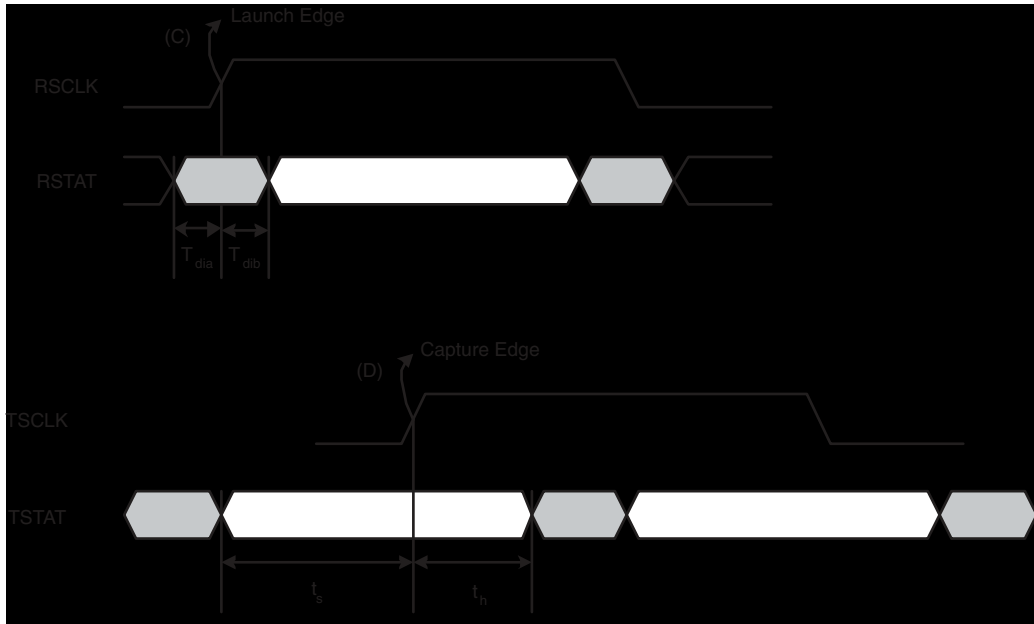 Launch Edge
(C)
RSCLK
RSTAT
T dia T dib
Capture Edge
(D)
TSCLK
TSTAT
t s t h